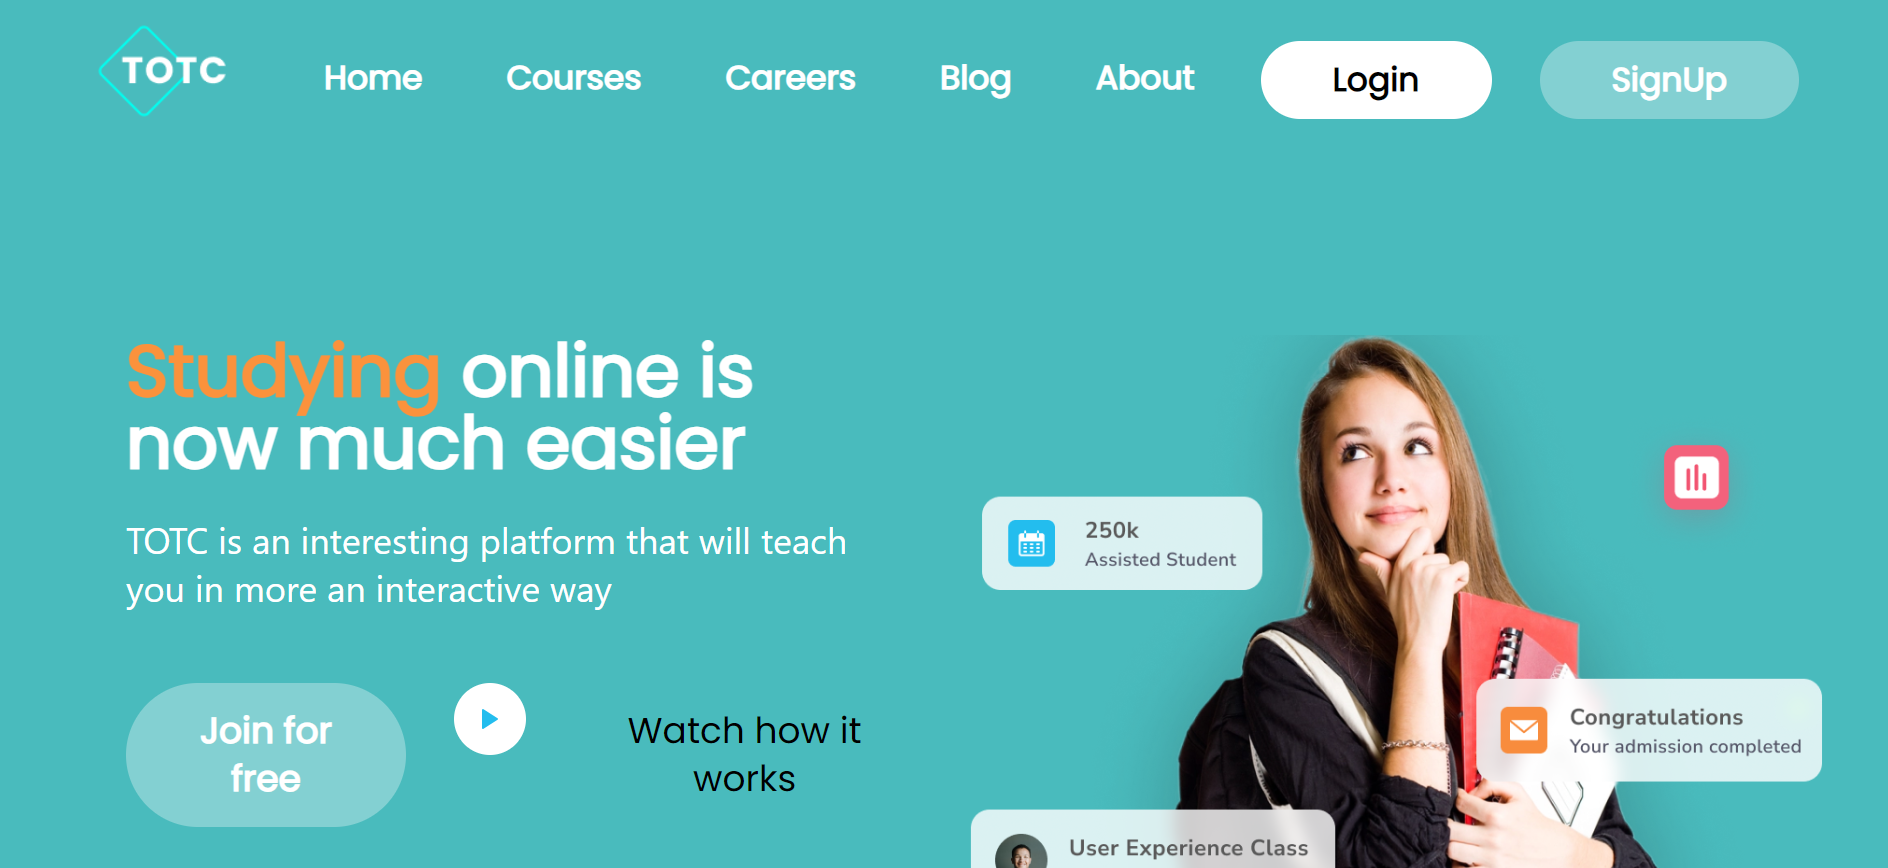 TOTC
Home
Courses
Careers
Blog
About
Login
SignUp
Studying online is
now much easier
TOTC is an interesting platform that will teach
you in more an interactive way
Join for
free
Watch how it
works
250k
Assisted Student
Congratulations
Your admission completed
User Experience Class